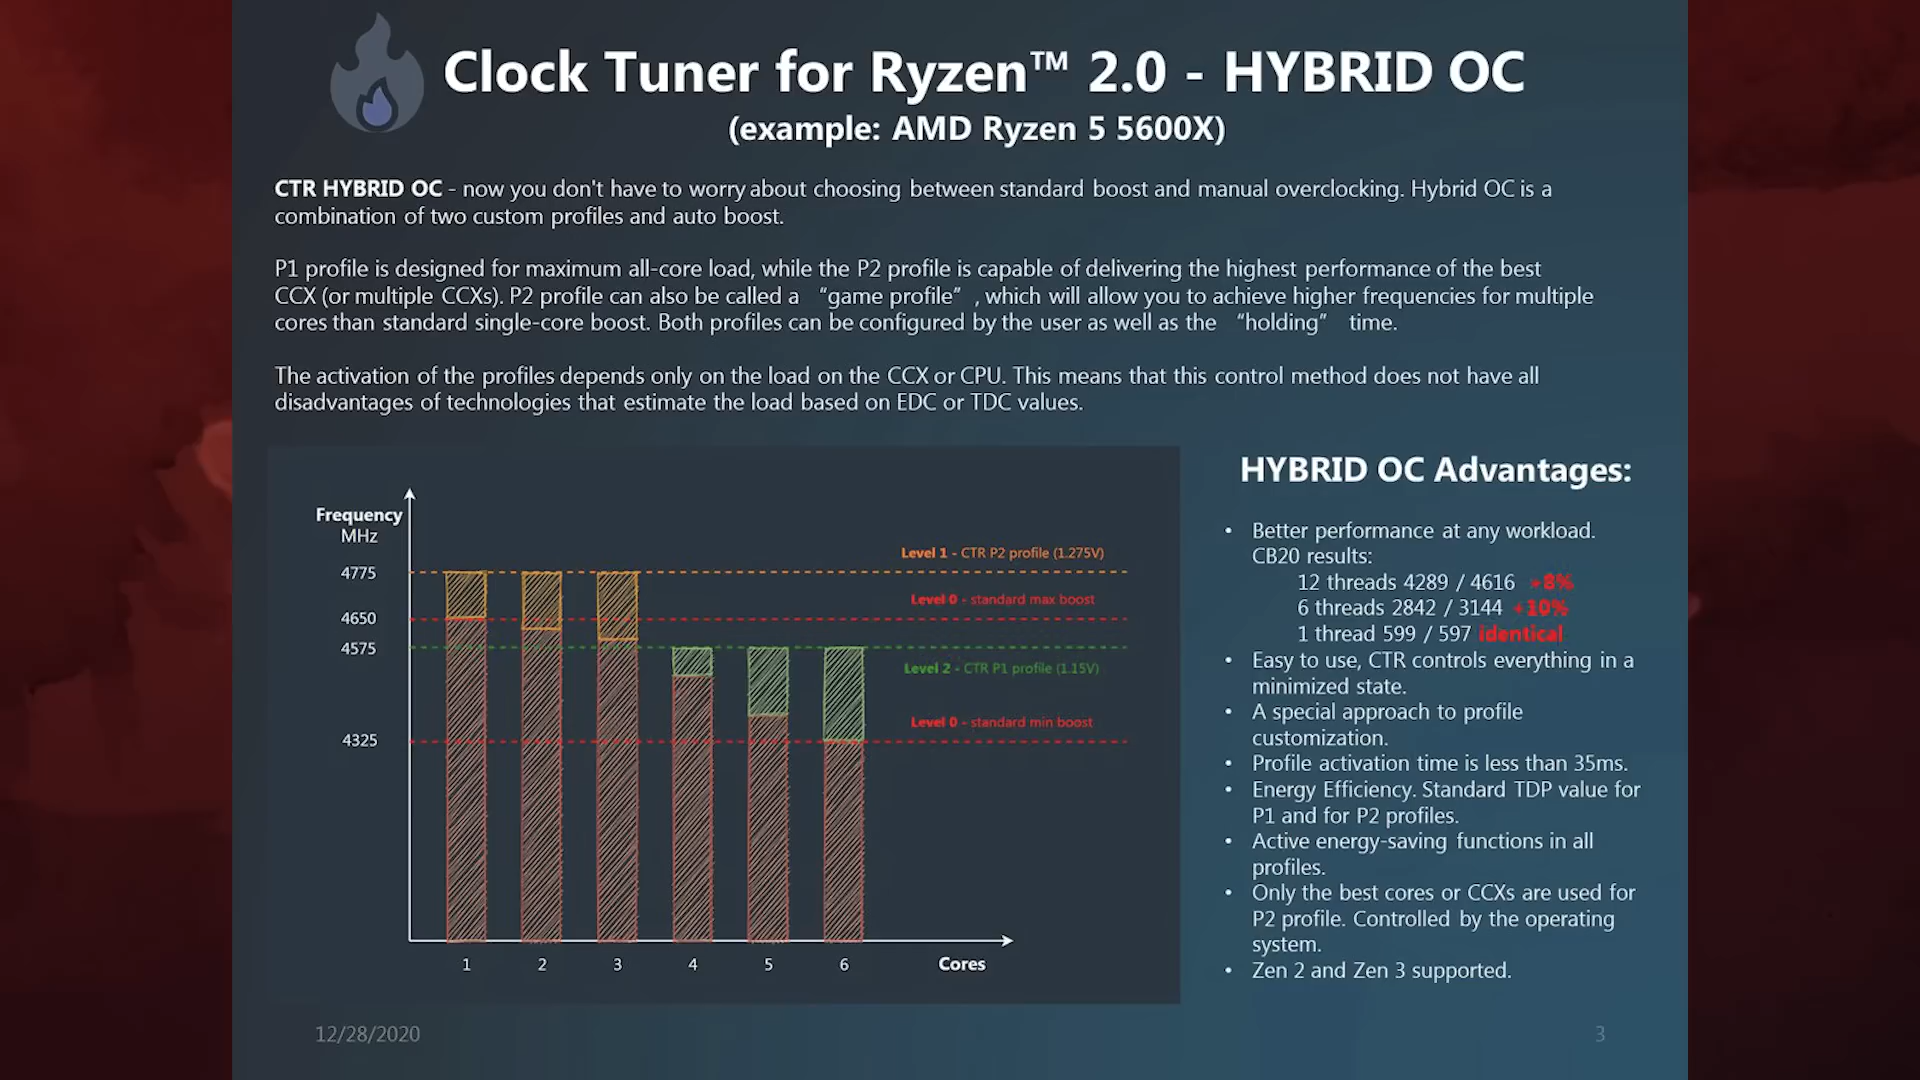 Clock Tuner for Ryzen™ 2.0 - HYBRID OC
(example: AMD Ryzen 5 5600X)
CTR HYBRID OC - now you don't have to worry about choosing between standard boost and manual overclocking. Hybrid OC is a
combination of two custom profiles and auto boost.
P1 profile is designed for maximum all-core load, while the P2 profile is capable of delivering the highest performance of the best
CCX (or multiple CCXs). P2 profile can also be called a “game profile” , which will allow you to achieve higher frequencies for multiple
cores than standard single-core boost. Both profiles can be configured by the user as well as the “holding” time.
The activation of the profiles depends only on the load on the CCX or CPU. This means that this control method does not have all
disadvantages of technologies that estimate the load based on EDC or TDC values.
Frequency
MHz
4775
4650
4575
4325
Level 1 - CTR P2 profile (1.275V)
Level 0 - standard max boost
Level 2 - CTR P1 profile (1.15V)
Level 0 - standard min boost
1 2 3 4 5 6 Cores
HYBRID OC Advantages:
• Better performance at any workload.
CB20 results:
12 threads 4289 / 4616 +8%
6 threads 2842 / 3144 +10%
1 thread 599 / 597 identical
• Easy to use, CTR controls everything in a
minimized state.
• A special approach to profile
customization.
• Profile activation time is less than 35ms.
• Energy Efficiency. Standard TDP value for
P1 and for P2 profiles.
• Active energy-saving functions in all
profiles.
• Only the best cores or CCXs are used for
P2 profile. Controlled by the operating
system.
• Zen 2 and Zen 3 supported.
12/28/2020
3